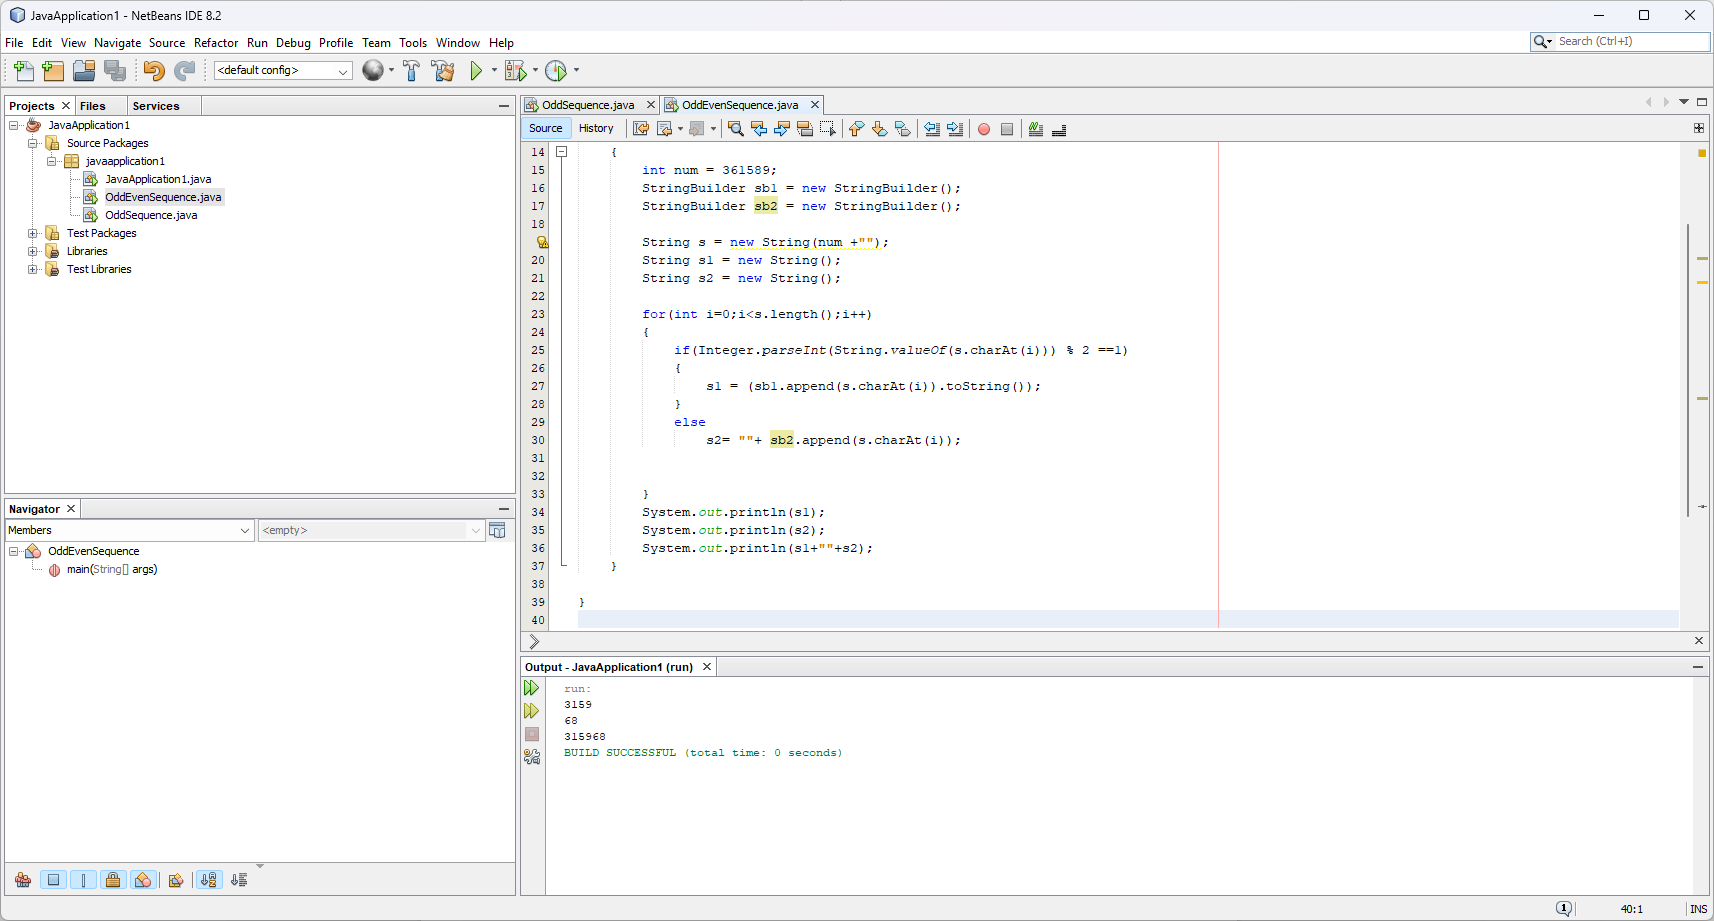 JavaApplication1 - NetBeans IDE 8.2
File Edit View Navigate Source Refactor Run Debug Profile Team Tools Window Help
Search (Ctrl+I)
<default config>
Projects Files Services
JavaApplication1
Source Packages
javaapplication1
JavaApplication1.java
OddEvenSequence.java
OddSequence.java
Test Packages
Libraries
Test Libraries
Navigator
Members <empty>
OddEvenSequence
main(String[] args)
OddSequence.java OddEvenSequence.java
Source History
14 {
15 int num = 361589;
16 StringBuilder sb1 = new StringBuilder();
17 StringBuilder sb2 = new StringBuilder();
18
String s = new String(num +"");
20 String s1 = new String();
21 String s2 = new String();
22
23 for(int i=0;i<s.length();i++)
24 {
25 if(Integer.parseInt(String.valueOf(s.charAt(i))) % 2 ==1)
26 {
27 s1 = (sb1.append(s.charAt(i)).toString());
28 }
29 else
30 s2= ""+ sb2.append(s.charAt(i));
31
32
33 }
34 System.out.println(s1);
35 System.out.println(s2);
36 System.out.println(s1+""+s2);
37 }
38
39 }
40
Output - JavaApplication1 (run)
run:
3159
68
315968
BUILD SUCCESSFUL (total time: 0 seconds)
1 40:1 INS